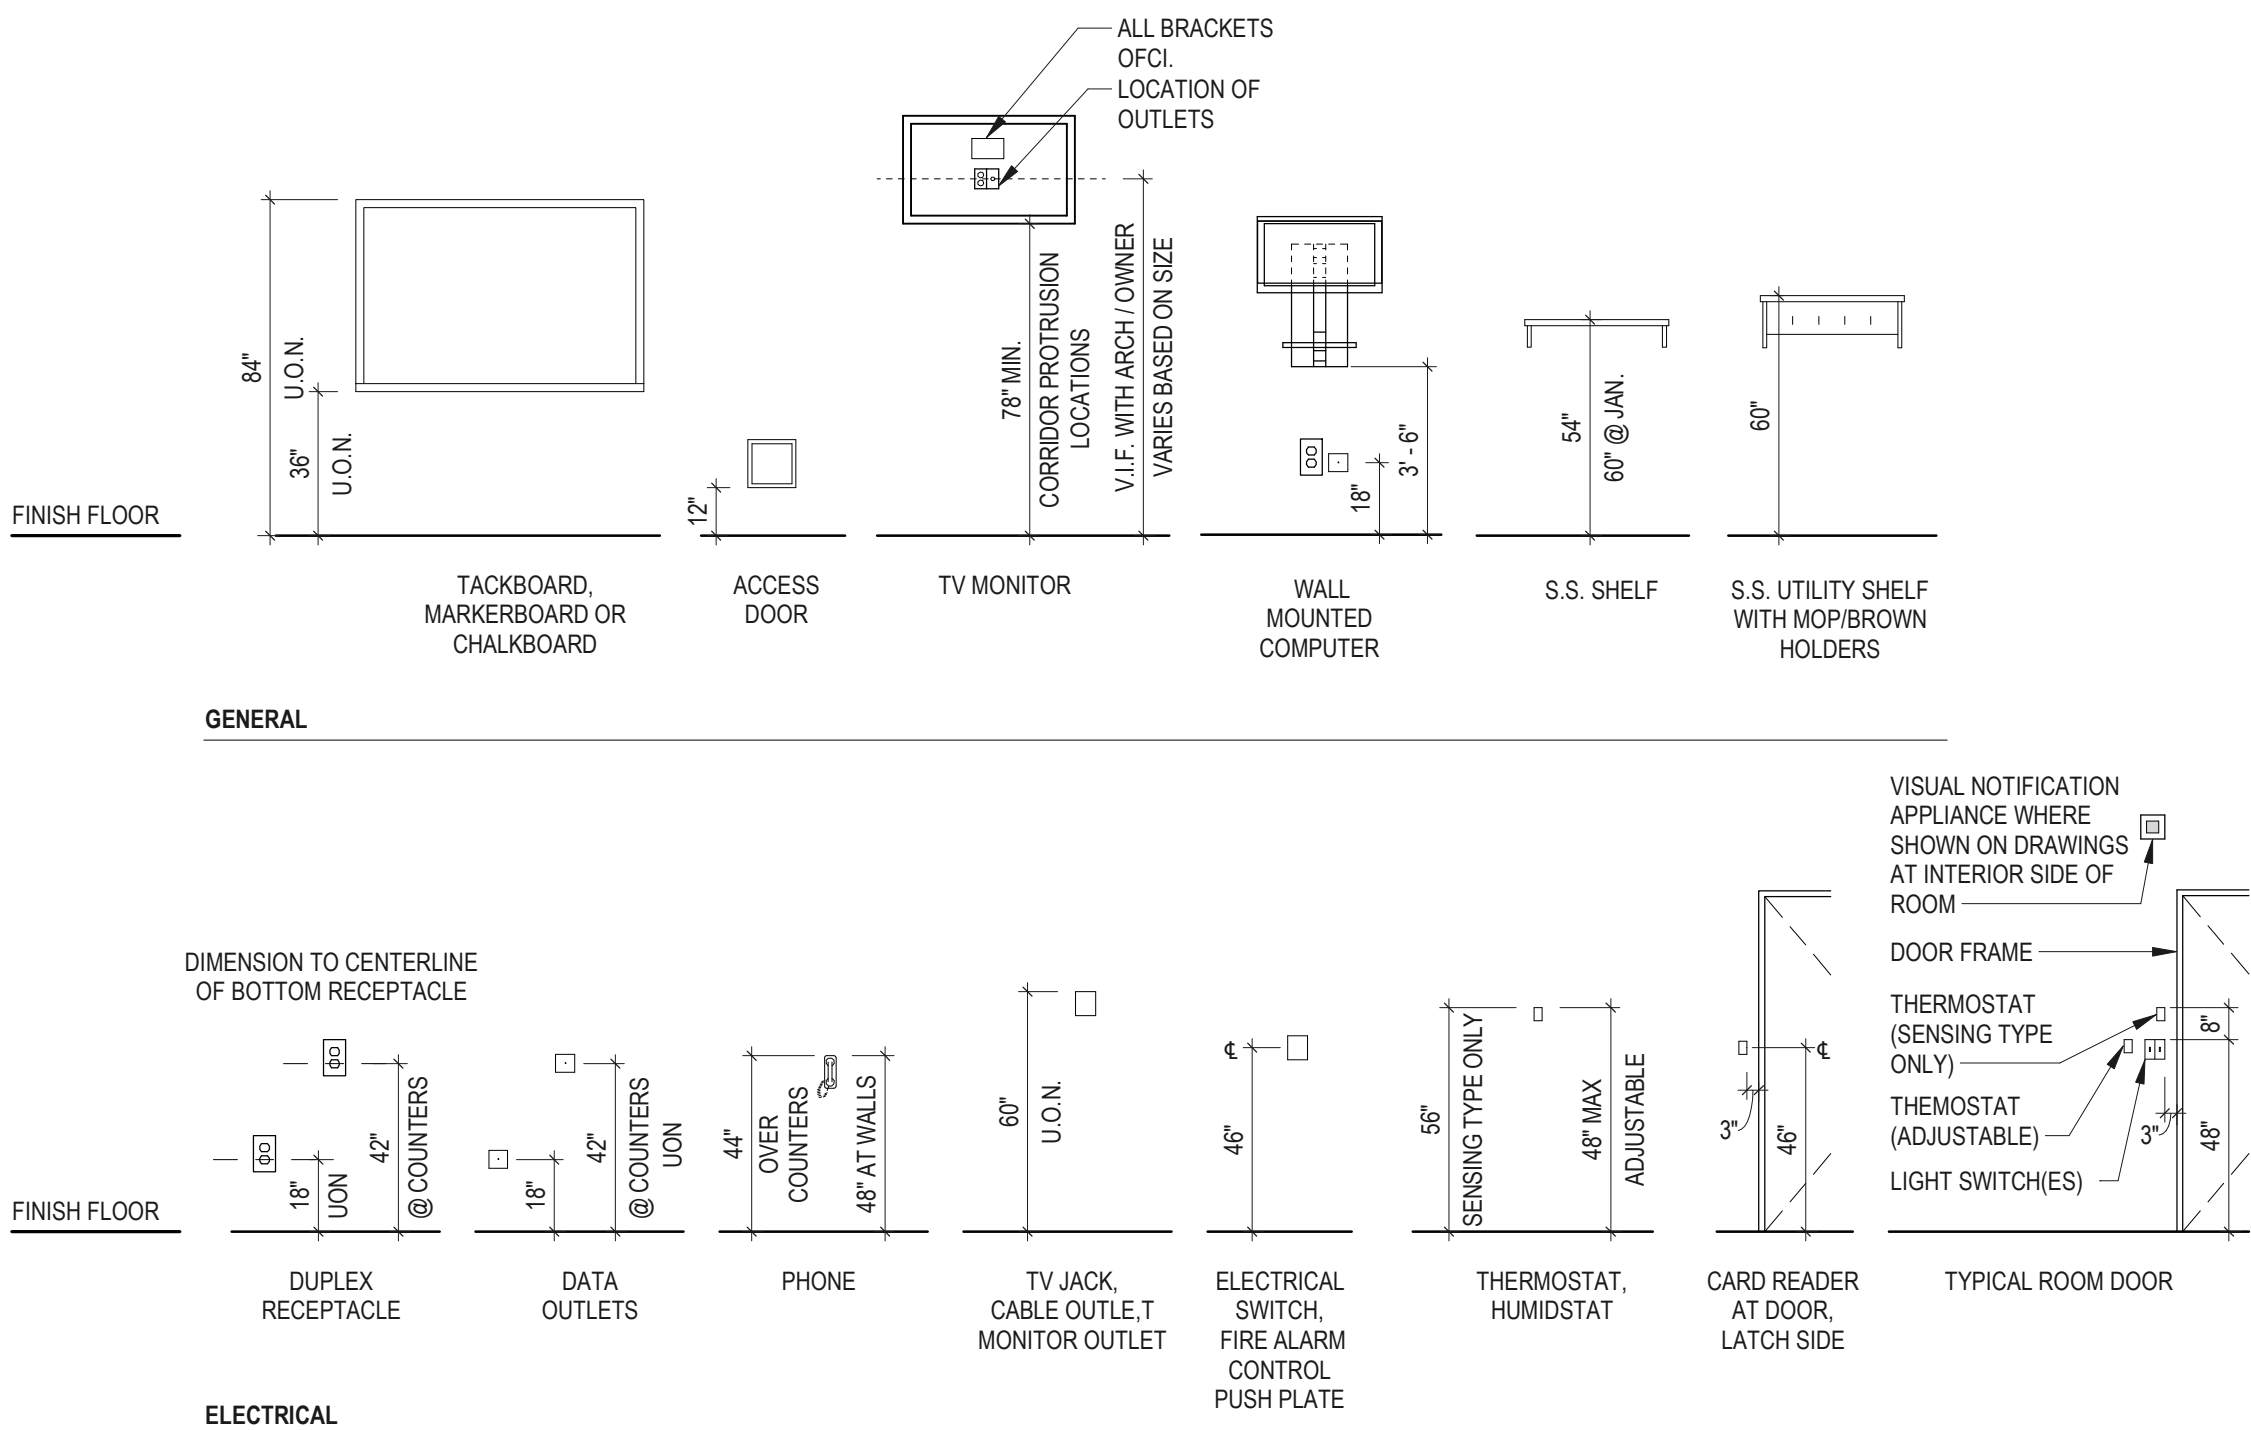 ALL BRACKETS
OFCI.
LOCATION OF
OUTLETS
84"
U.O.N.
36"
U.O.N.
12"
78" MIN.
CORRIDOR PROTRUSION
LOCATIONS
V.I.F. WITH ARCH / OWNER
VARIES BASED ON SIZE
18"
3' - 6"
54"
60" @ JAN.
60"
FINISH FLOOR
TACKBOARD,
MARKERBOARD OR
CHALKBOARD
ACCESS
DOOR
TV MONITOR
WALL
MOUNTED
COMPUTER
S.S. SHELF
S.S. UTILITY SHELF
WITH MOP/BROWN
HOLDERS
GENERAL
VISUAL NOTIFICATION
APPLIANCE WHERE
SHOWN ON DRAWINGS
AT INTERIOR SIDE OF
ROOM
DOOR FRAME
THERMOSTAT
(SENSING TYPE
ONLY)
THEMOSTAT
(ADJUSTABLE)
LIGHT SWITCH(ES)
DIMENSION TO CENTERLINE
OF BOTTOM RECEPTACLE
18"
UON
42"
@ COUNTERS
18"
42"
@ COUNTERS
UON
44"
OVER
COUNTERS
48" AT WALLS
60"
U.O.N.
℄
46"
56"
SENSING TYPE ONLY
48" MAX
ADJUSTABLE
3"
46"
℄
3"
8"
48"
FINISH FLOOR
DUPLEX
RECEPTACLE
DATA
OUTLETS
PHONE
TV JACK,
CABLE OUTLE,T
MONITOR OUTLET
ELECTRICAL
SWITCH,
FIRE ALARM
CONTROL
PUSH PLATE
THERMOSTAT,
HUMIDSTAT
CARD READER
AT DOOR,
LATCH SIDE
TYPICAL ROOM DOOR
ELECTRICAL